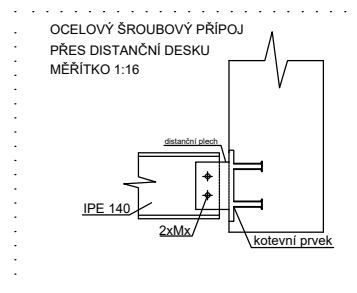 OCELOVÝ ŠROUBOVÝ PŘÍPOJ
PŘES DISTANČNÍ DESKU
MĚŘÍTKO 1:16
distanční plech
IPE 140
2xMx
kotevní prvek